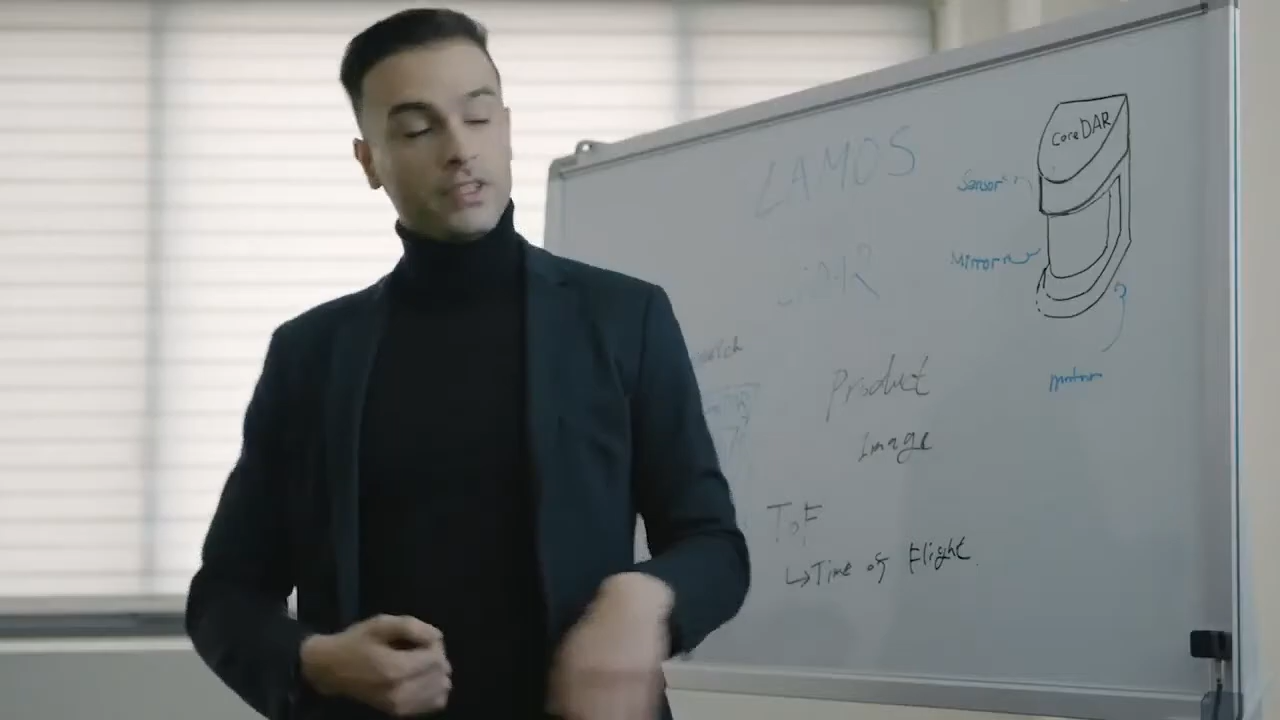 LAMOS
CoreDAR
Sensor
Mirror
motor
Product
Image
ToF
↳Time of Flight